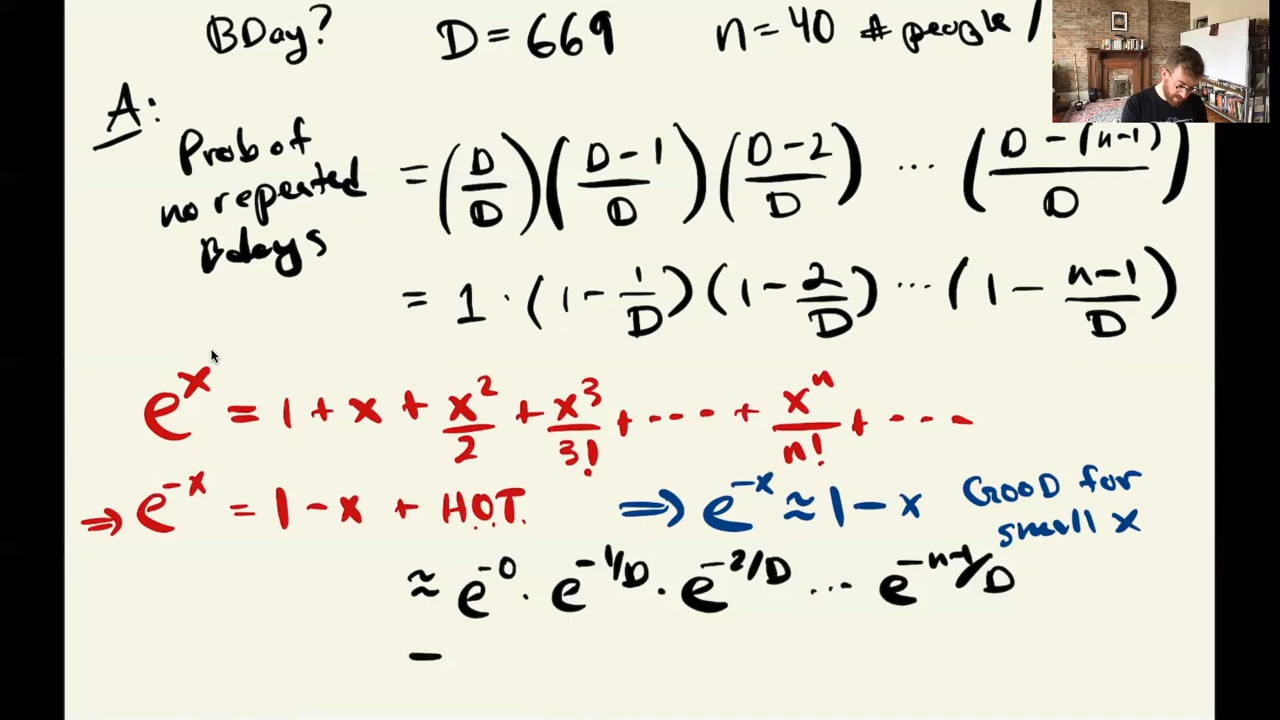 BDay? D = 669 n = 40 # people
A:
Prob of no repeated Bdays = (D/D)((D-1)/D)((D-2)/D) ... ((D-(n-1))/D)
= 1 · (1 - 1/D)(1 - 2/D) ... (1 - (n-1)/D)
e^x = 1 + x + x^2/2 + x^3/3! + ---- + x^n/n! + ---
⇒ e^-x = 1 - x + H.O.T. ⇒ e^-x ≈ 1 - x GOOD for small x
≈ e^-0 · e^-1/D · e^-2/D ... e^-n-1/D
-